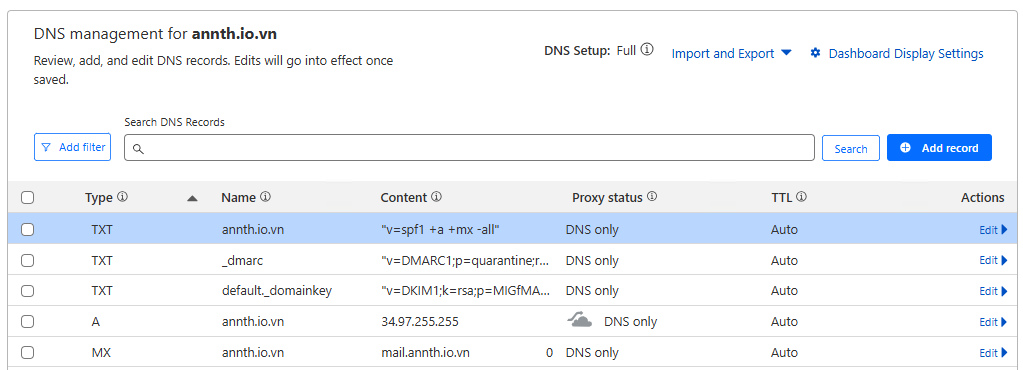 DNS management for annth.io.vn
Review, add, and edit DNS records. Edits will go into effect once
saved.
DNS Setup: Full
Import and Export
Dashboard Display Settings
Search DNS Records
Add filter
Search
Add record
Type Name Content Proxy status TTL Actions
TXT annth.io.vn "v=spf1 +a +mx -all" DNS only Auto Edit
TXT _dmarc "v=DMARC1;p=quarantine;r... DNS only Auto Edit
TXT default._domainkey "v=DKIM1;k=rsa;p=MIGfMA... DNS only Auto Edit
A annth.io.vn 34.97.255.255 DNS only Auto Edit
MX annth.io.vn mail.annth.io.vn 0 DNS only Auto Edit